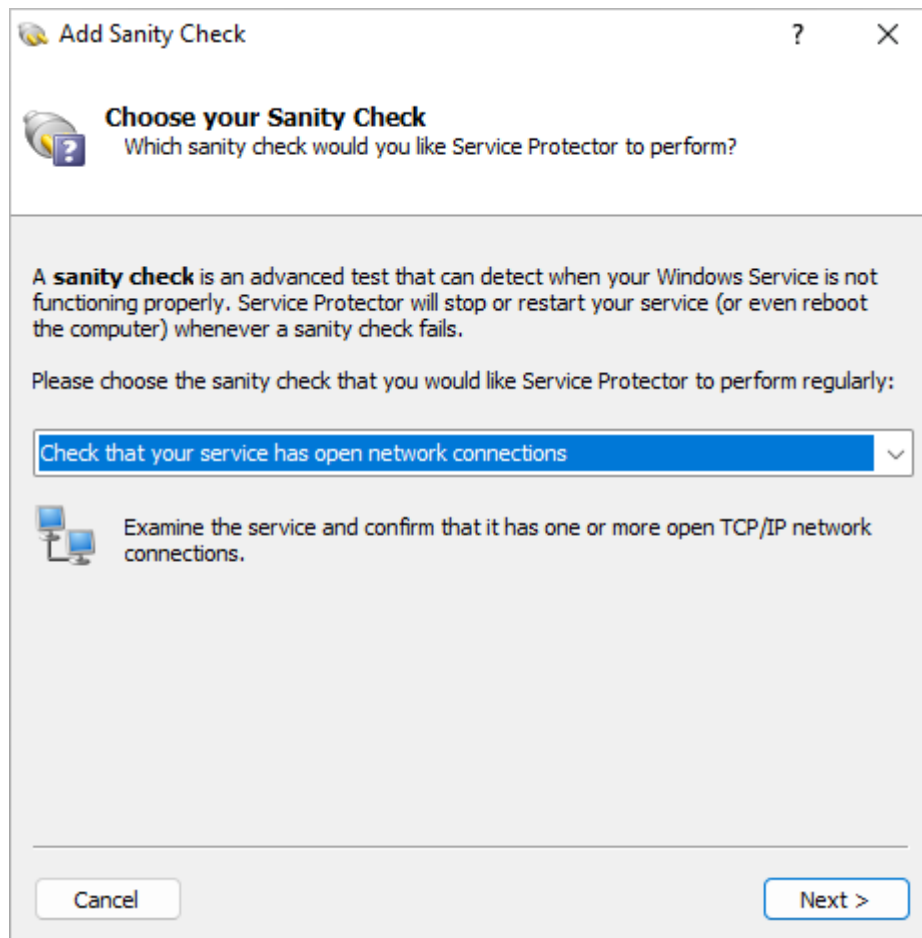 Add Sanity Check
Choose your Sanity Check
Which sanity check would you like Service Protector to perform?
A sanity check is an advanced test that can detect when your Windows Service is not
functioning properly. Service Protector will stop or restart your service (or even reboot
the computer) whenever a sanity check fails.
Please choose the sanity check that you would like Service Protector to perform regularly:
Check that your service has open network connections
Examine the service and confirm that it has one or more open TCP/IP network
connections.
Cancel
Next >